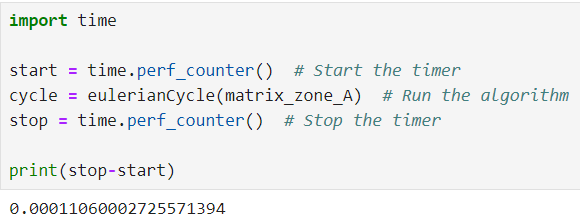 import time
start = time.perf_counter()  # Start the timer
cycle = eulerianCycle(matrix_zone_A)  # Run the algorithm
stop = time.perf_counter()  # Stop the timer
print(stop-start)
0.00011060002725571394